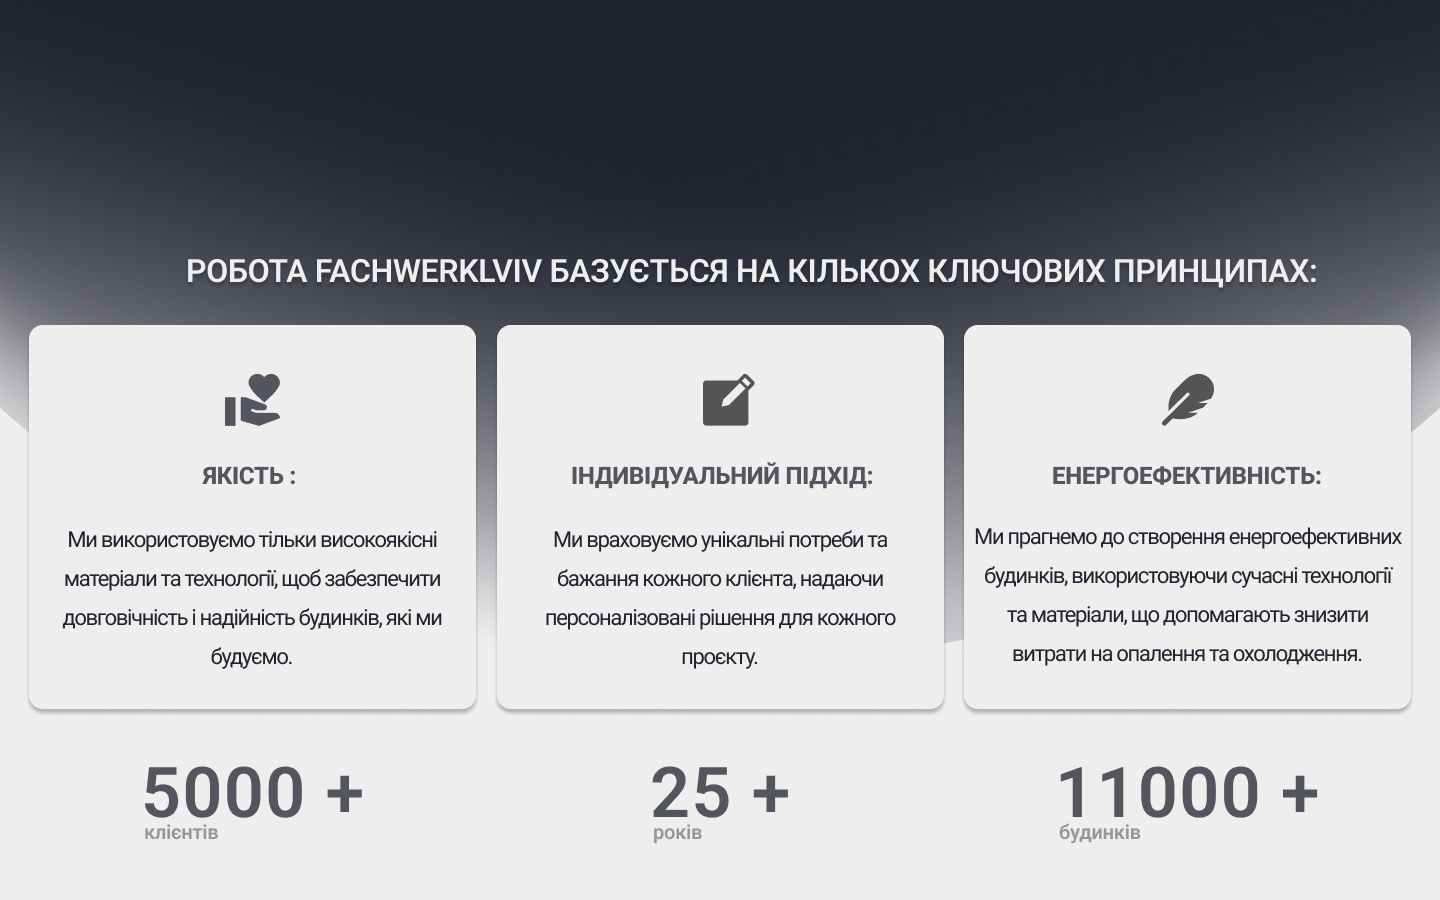 РОБОТА FACHWERKLVIV БАЗУЄТЬСЯ НА КІЛЬКОХ КЛЮЧОВИХ ПРИНЦИПАХ:
ЯКІСТЬ :
Ми використовуємо тільки високоякісні
матеріали та технології, щоб забезпечити
довговічність і надійність будинків, які ми
будуємо.
ІНДИВІДУАЛЬНИЙ ПІДХІД:
Ми враховуємо унікальні потреби та
бажання кожного клієнта, надаючи
персоналізовані рішення для кожного
проєкту.
ЕНЕРГОЕФЕКТИВНІСТЬ:
Ми прагнемо до створення енергоефективних
будинків, використовуючи сучасні технології
та матеріали, що допомагають знизити
витрати на опалення та охолодження.
5000 +
клієнтів
25 +
років
11000 +
будинків